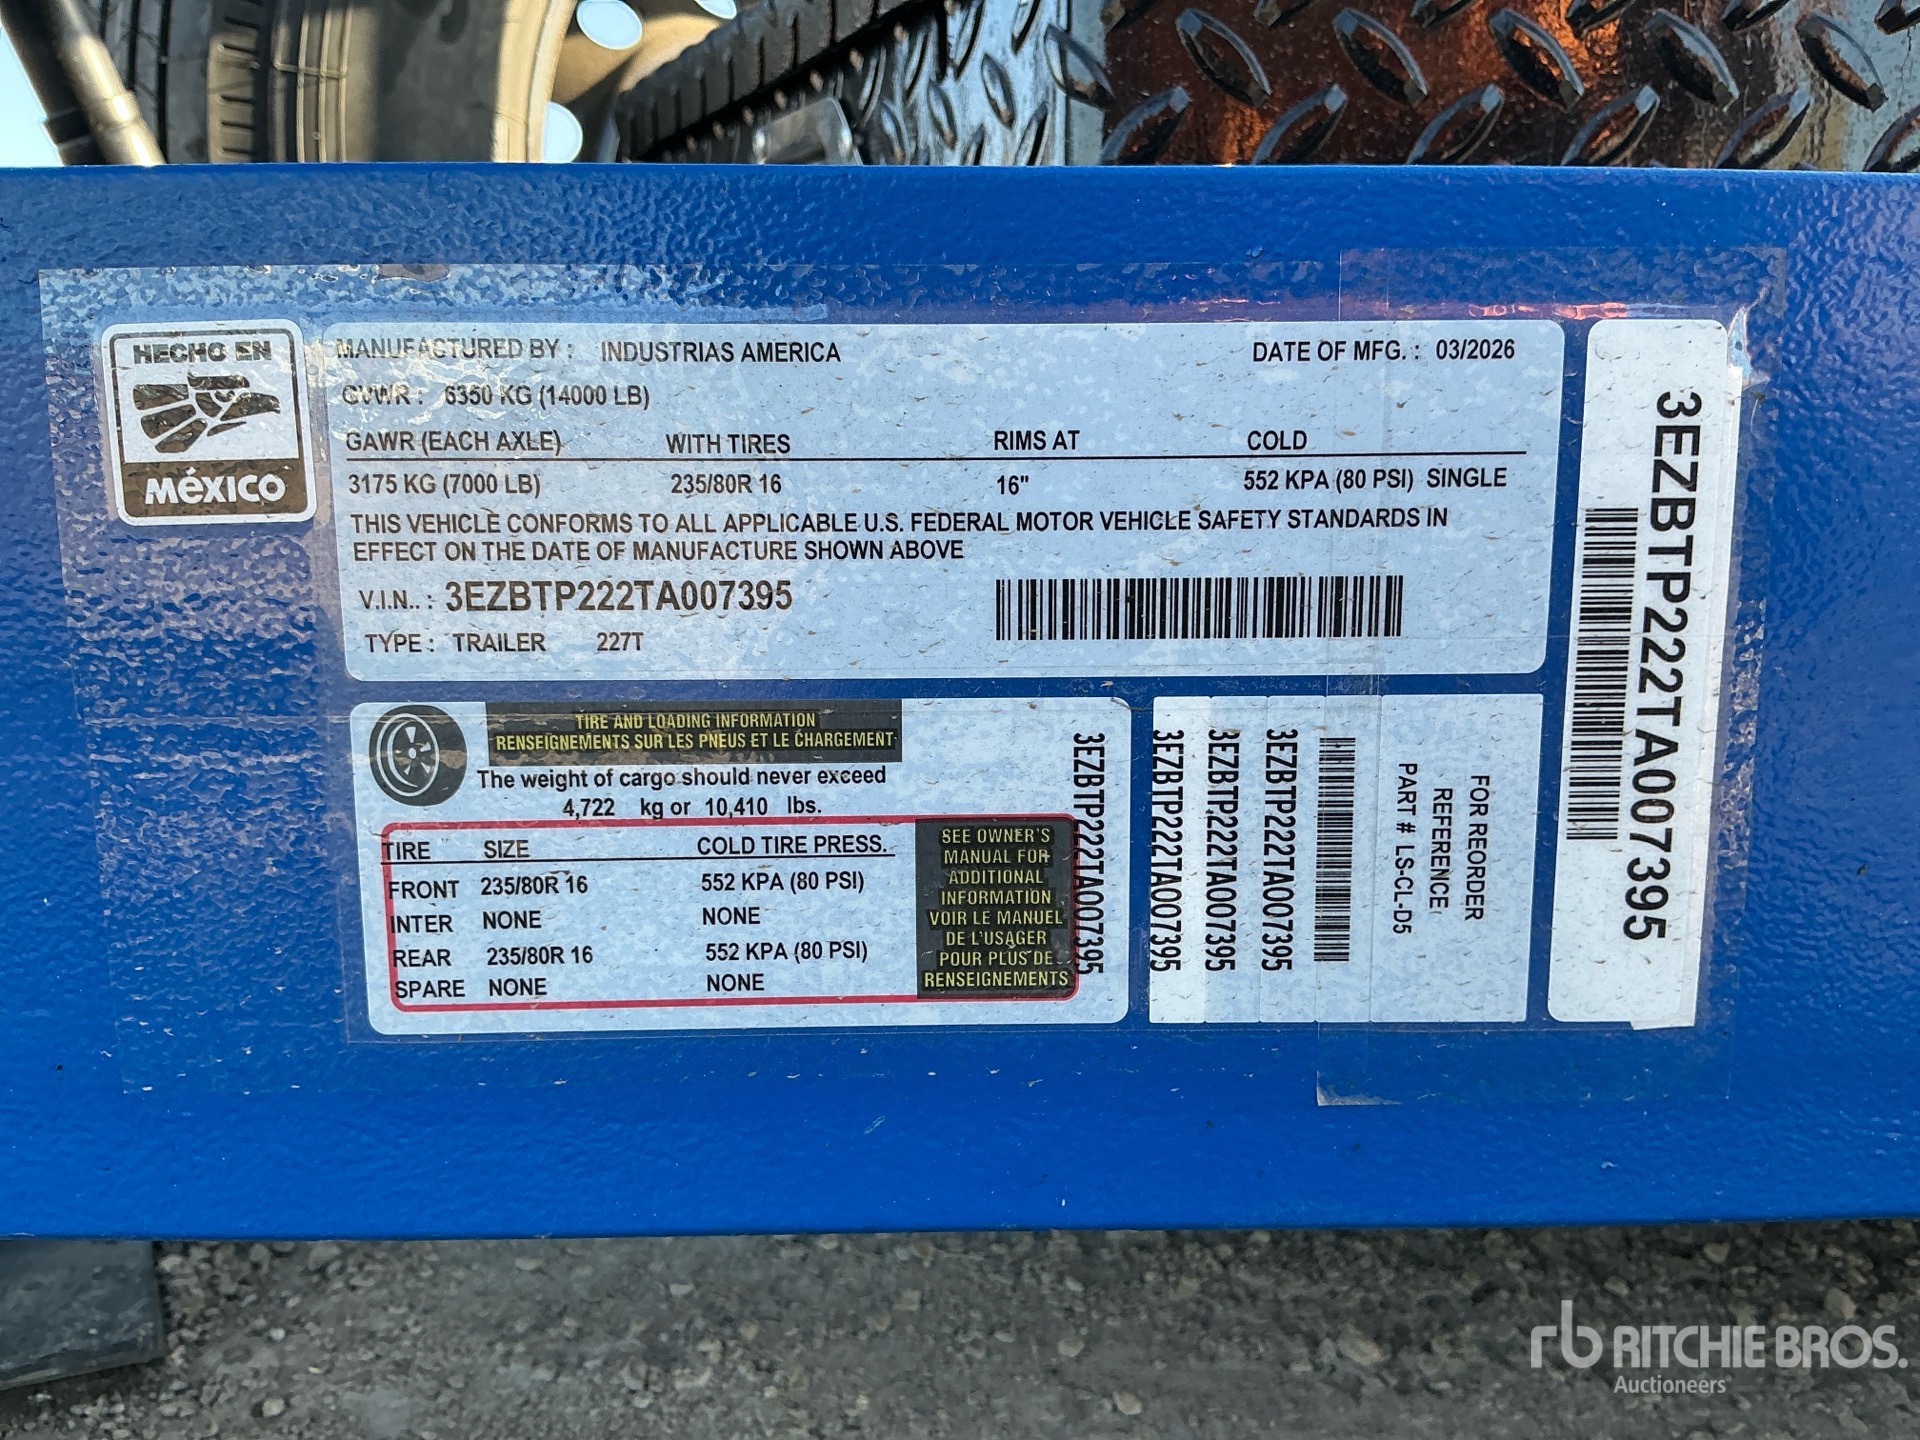 HECHO EN
MÉXICO
MANUFACTURED BY : INDUSTRIAS AMERICA DATE OF MFG. : 03/2026
GVWR : 6350 KG (14000 LB)
GAWR (EACH AXLE) WITH TIRES RIMS AT COLD
3175 KG (7000 LB) 235/80R 16 16" 552 KPA (80 PSI) SINGLE
THIS VEHICLE CONFORMS TO ALL APPLICABLE U.S. FEDERAL MOTOR VEHICLE SAFETY STANDARDS IN
EFFECT ON THE DATE OF MANUFACTURE SHOWN ABOVE
V.I.N.. : 3EZBTP222TA007395
TYPE : TRAILER 227T
TIRE AND LOADING INFORMATION
RENSEIGNEMENTS SUR LES PNEUS ET LE CHARGEMENT
The weight of cargo should never exceed
4,722 kg or 10,410 lbs.
TIRE SIZE COLD TIRE PRESS.
FRONT 235/80R 16 552 KPA (80 PSI)
INTER NONE NONE
REAR 235/80R 16 552 KPA (80 PSI)
SPARE NONE NONE
SEE OWNER'S
MANUAL FOR
ADDITIONAL
INFORMATION
VOIR LE MANUEL
DE L'USAGER
POUR PLUS DE
RENSEIGNEMENTS
3EZBTP222TA007395
3EZBTP222TA007395
3EZBTP222TA007395
3EZBTP222TA007395
FOR REORDER
REFERENCE
PART # LS-CL-D5
3EZBTP222TA007395
rb RITCHIE BROS.
Auctioneers